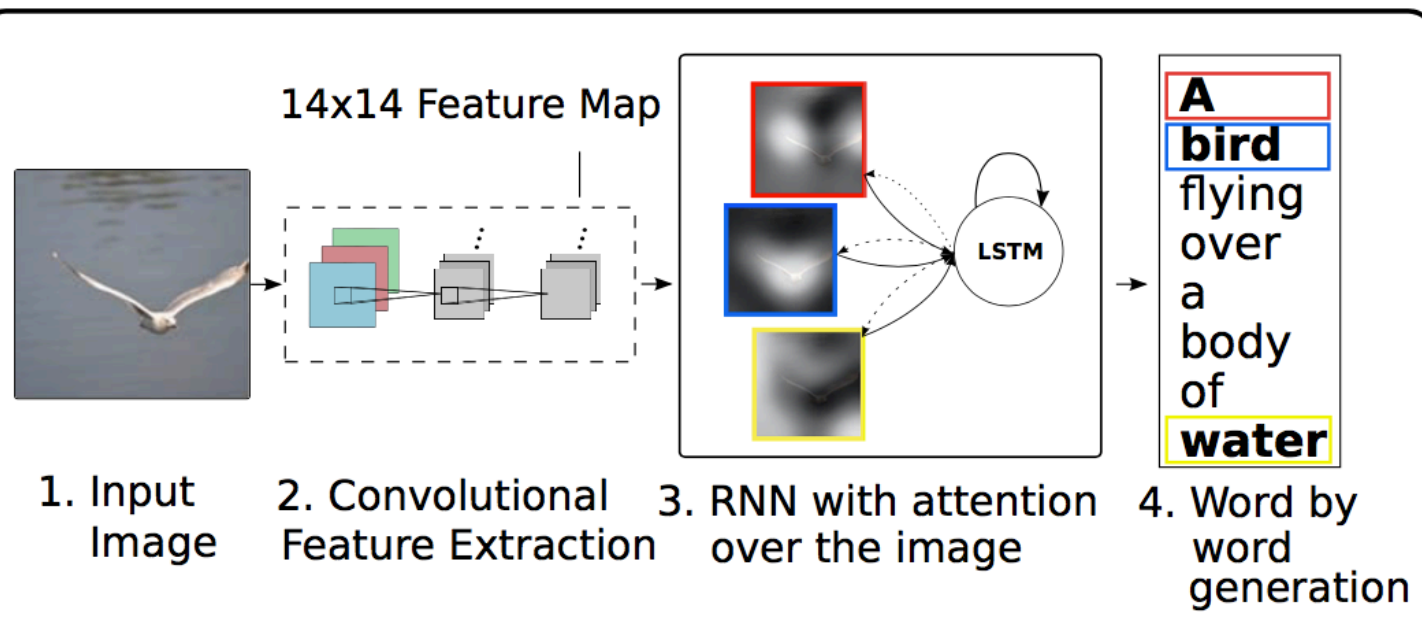 14x14 Feature Map
LSTM
A
bird
flying
over
a
body
of
water
1. Input
Image
2. Convolutional
Feature Extraction
3. RNN with attention
over the image
4. Word by
word
generation